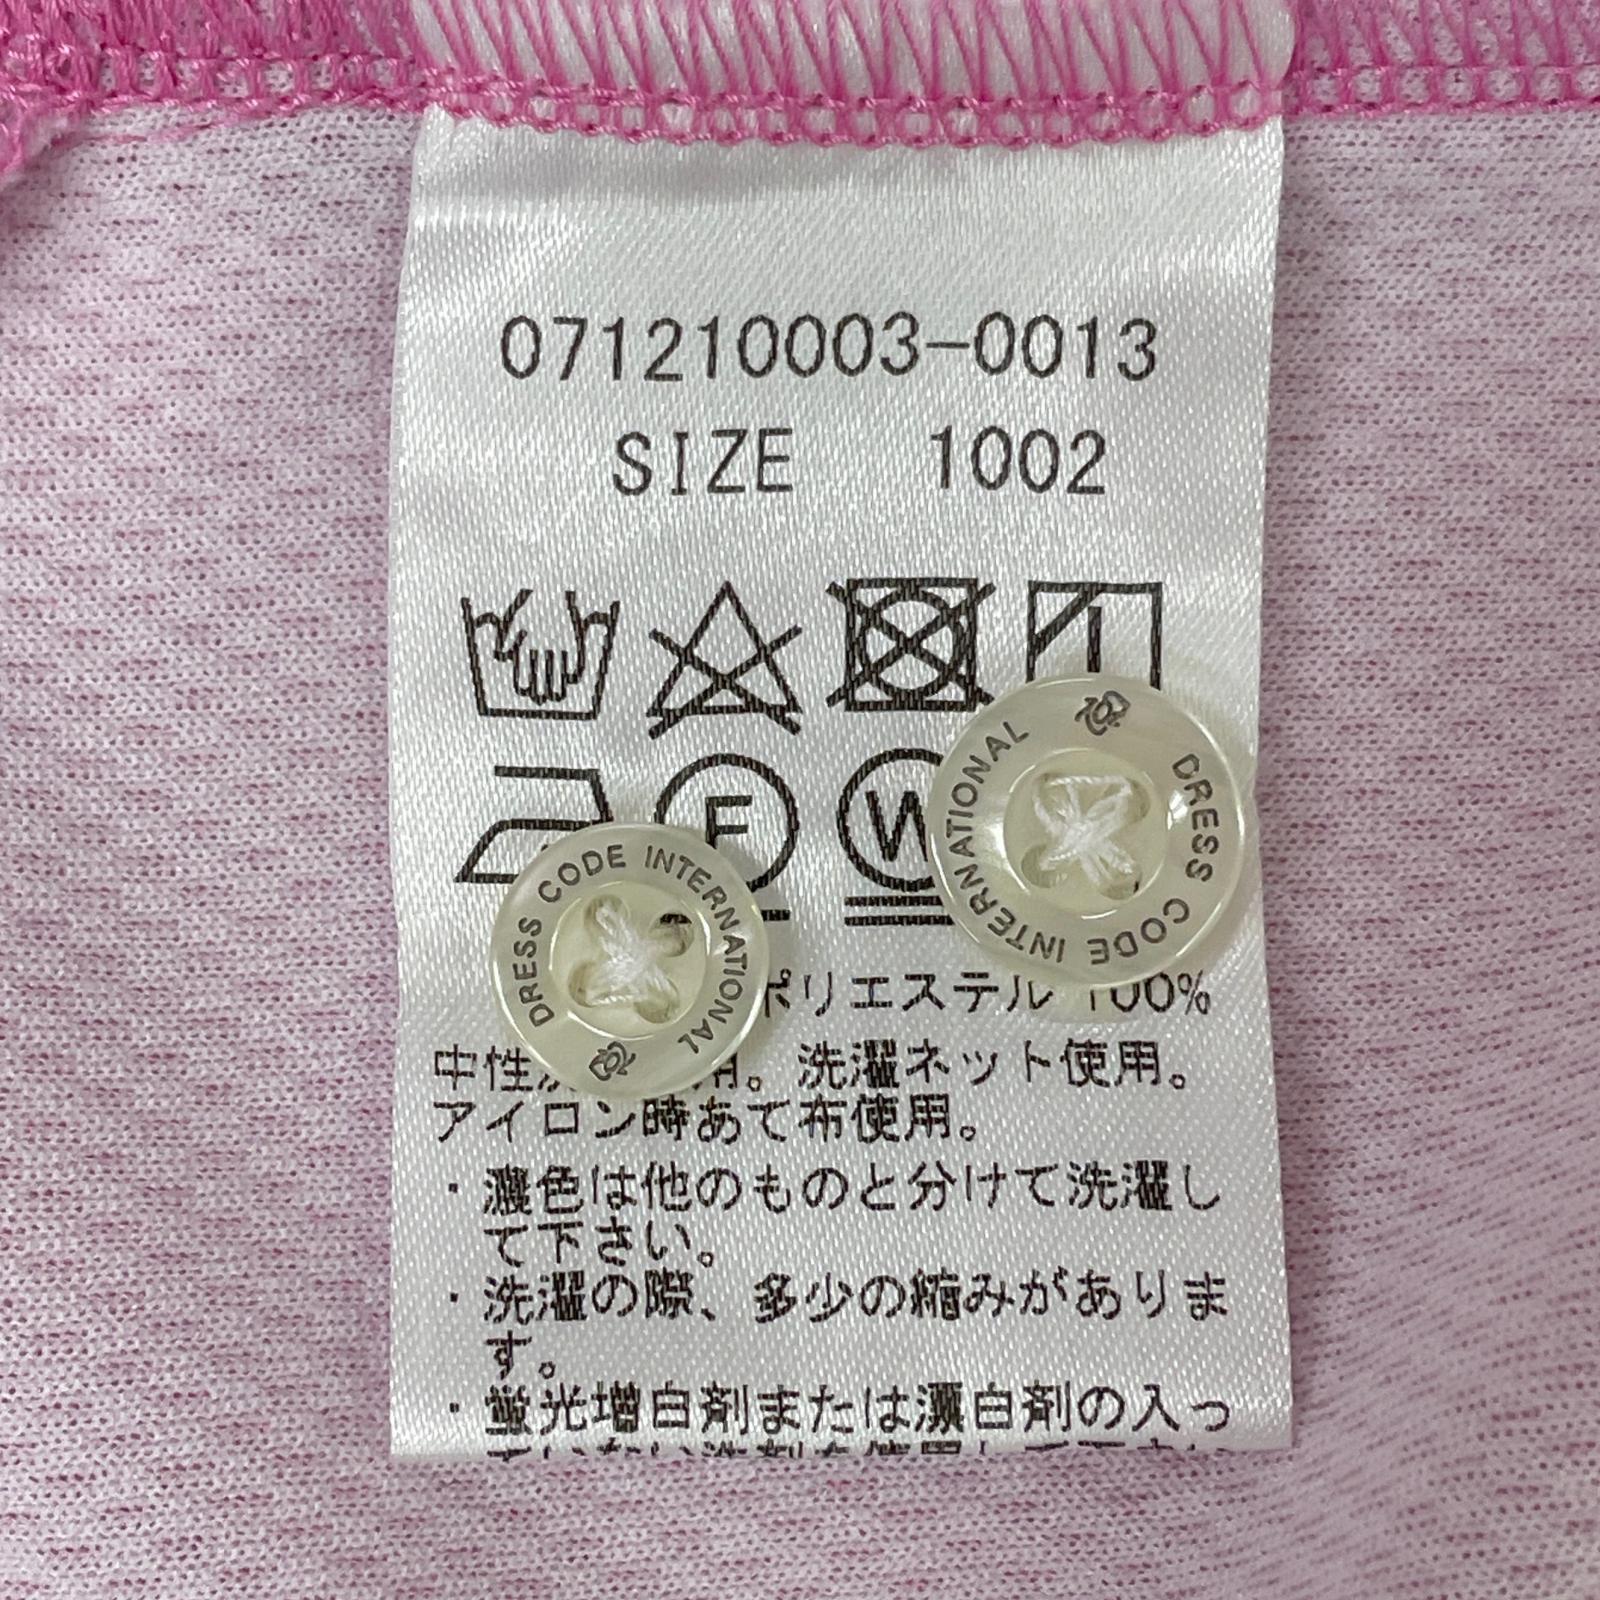 071210003-0013
SIZE 1002
F
W
DRESS CODE INTERNATIONAL
DRESS CODE INTERNATIONAL
ポリエステル 100%
中性 用。洗濯ネット使用。
アイロン時あて布使用。
・濃色は他のものと分けて洗濯し
て下さい。
・洗濯の際、多少の縮みがありま
す。
・蛍光増白剤または漂白剤の入っ